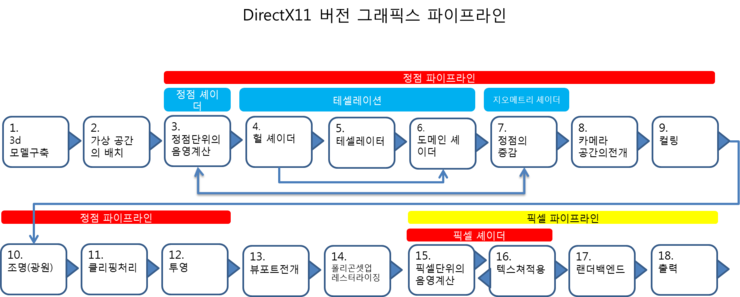 DirectX11 버전 그래픽스 파이프라인
정점 파이프라인
정점 셰이
더
테셀레이션
지오메트리 셰이더
1.
3d
모델구축
2.
가상 공간
의 배치
3.
정점단위의
음영계산
4.
헐 셰이더
5.
테셀레이터
6.
도메인 셰
이더
7.
정점의
증감
8.
카메라
공간의전개
9.
컬링
정점 파이프라인
픽셀 파이프라인
픽셀 셰이더
10.
조명(광원)
11.
클리핑처리
12.
투영
13.
뷰포트전개
14.
폴리곤셋업
레스터라이징
15.
픽셀단위의
음영계산
16.
텍스쳐적용
17.
랜더백엔드
18.
출력